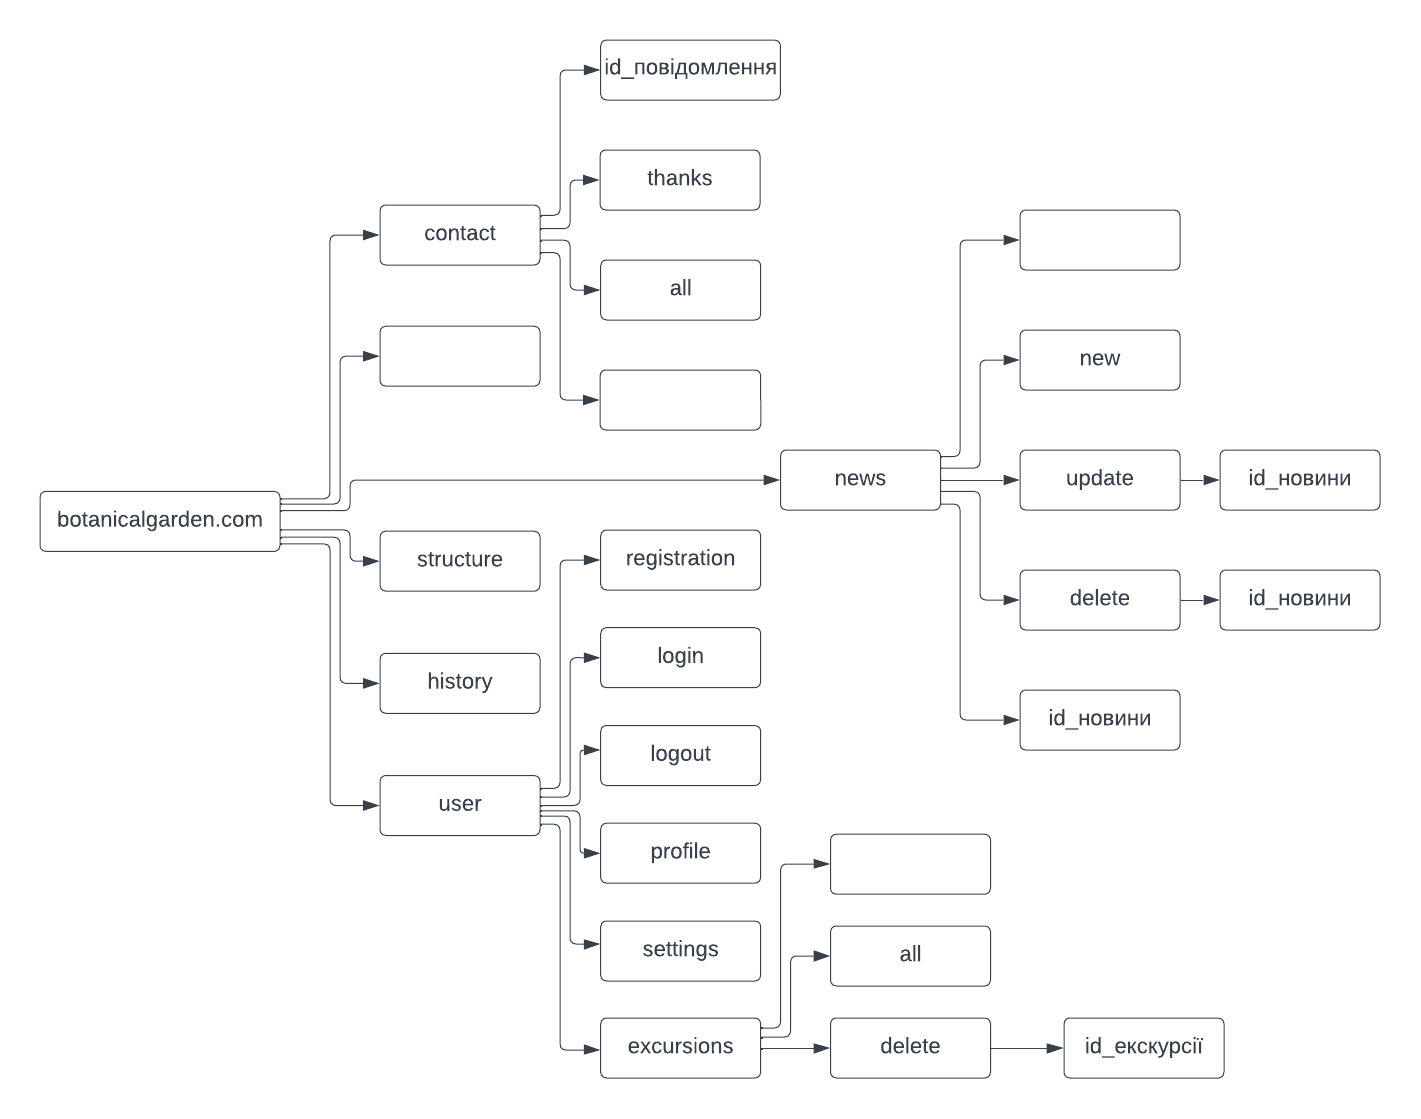 id_повідомлення
thanks
contact
all
new
news
update
id_новини
botanicalgarden.com
structure
registration
delete
id_новини
login
history
id_новини
logout
user
profile
settings
all
excursions
delete
id_екскурсії